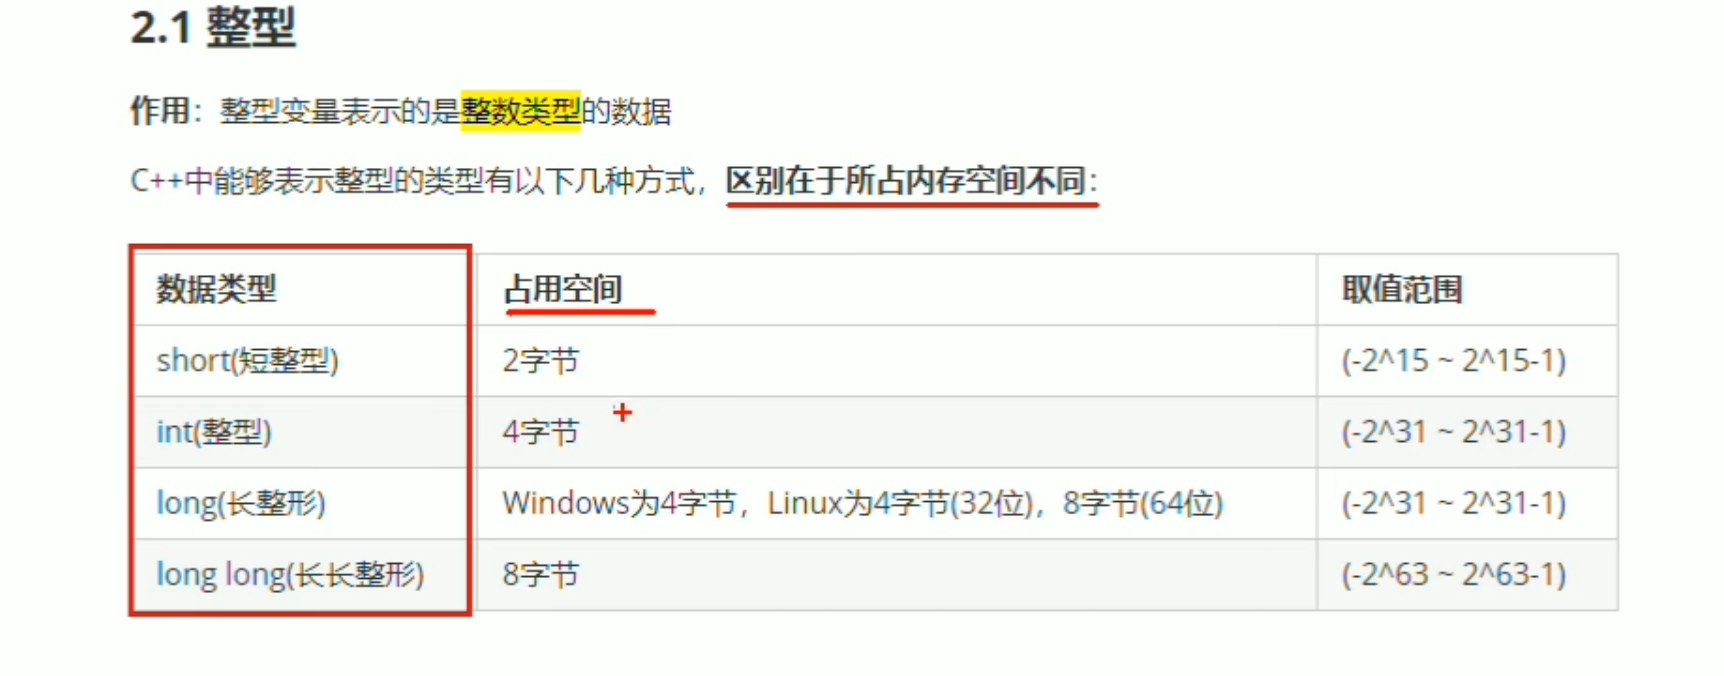 2.1 整型
作用：整型变量表示的是整数类型的数据
C++中能够表示整型的类型有以下几种方式，区别在于所占内存空间不同：
数据类型 占用空间 取值范围
short(短整型) 2字节 (-2^15 ~ 2^15-1)
int(整型) 4字节 (-2^31 ~ 2^31-1)
long(长整形) Windows为4字节，Linux为4字节(32位)，8字节(64位) (-2^31 ~ 2^31-1)
long long(长长整形) 8字节 (-2^63 ~ 2^63-1)